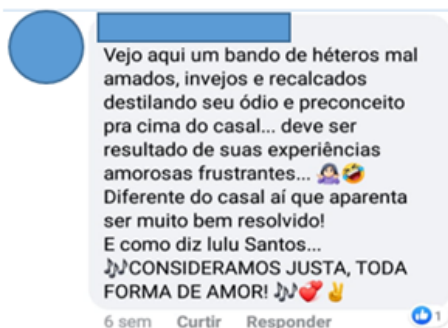 Vejo aqui um bando de héteros mal
amados, invejos e recalcados
destilando seu ódio e preconceito
pra cima do casal... deve ser
resultado de suas experiências
amorosas frustrantes... 🤷🏻‍♀️🤣
Diferente do casal aí que aparenta
ser muito bem resolvido!
E como diz lulu Santos...
🎶CONSIDERAMOS JUSTA, TODA
FORMA DE AMOR! 🎶💕✌️
6 sem Curtir Responder 1